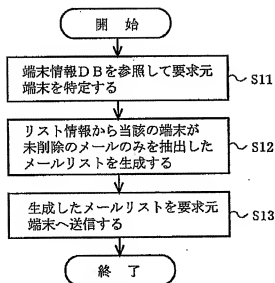 開始
端末情報DBを参照して要求元
端末を特定する
S11
リスト情報から当該の端末が
未削除のメールのみを抽出した
メールリストを生成する
S12
生成したメールリストを要求元
端末へ送信する
S13
終了